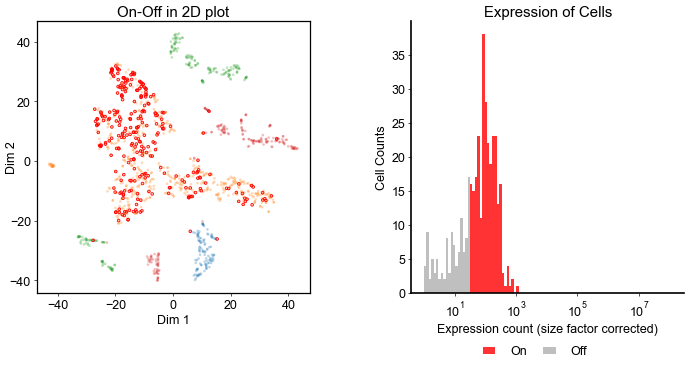 On-Off in 2D plot
Expression of Cells
Dim 2
40
20
0
−20
−40
−40 −20 0 20 40
Dim 1
Cell Counts
35
30
25
20
15
10
5
0
10^1 10^3 10^5 10^7
Expression count (size factor corrected)
On Off